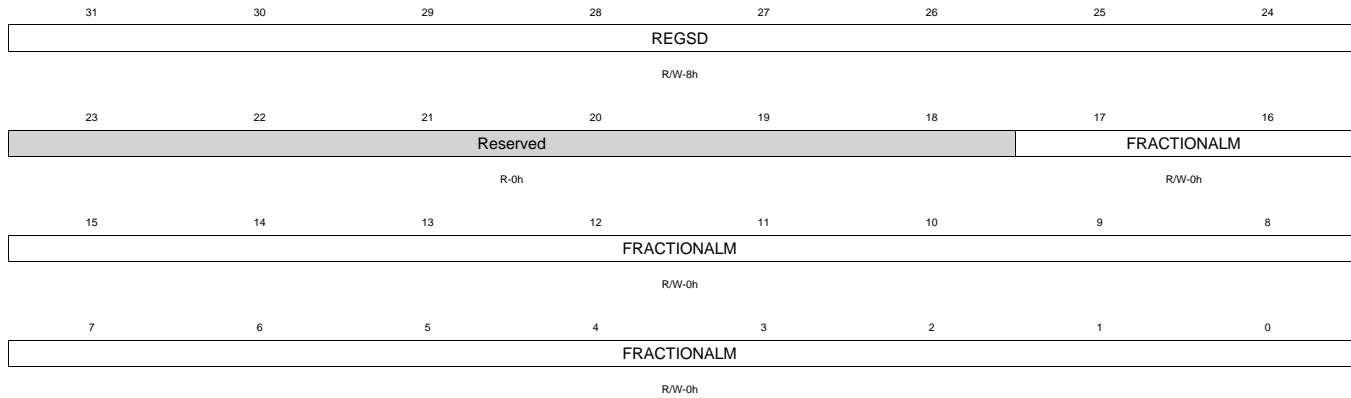 31 30 29 28 27 26 25 24
REGSD
R/W-8h
23 22 21 20 19 18 17 16
Reserved FRACTIONALM
R-0h R/W-0h
15 14 13 12 11 10 9 8
FRACTIONALM
R/W-0h
7 6 5 4 3 2 1 0
FRACTIONALM
R/W-0h